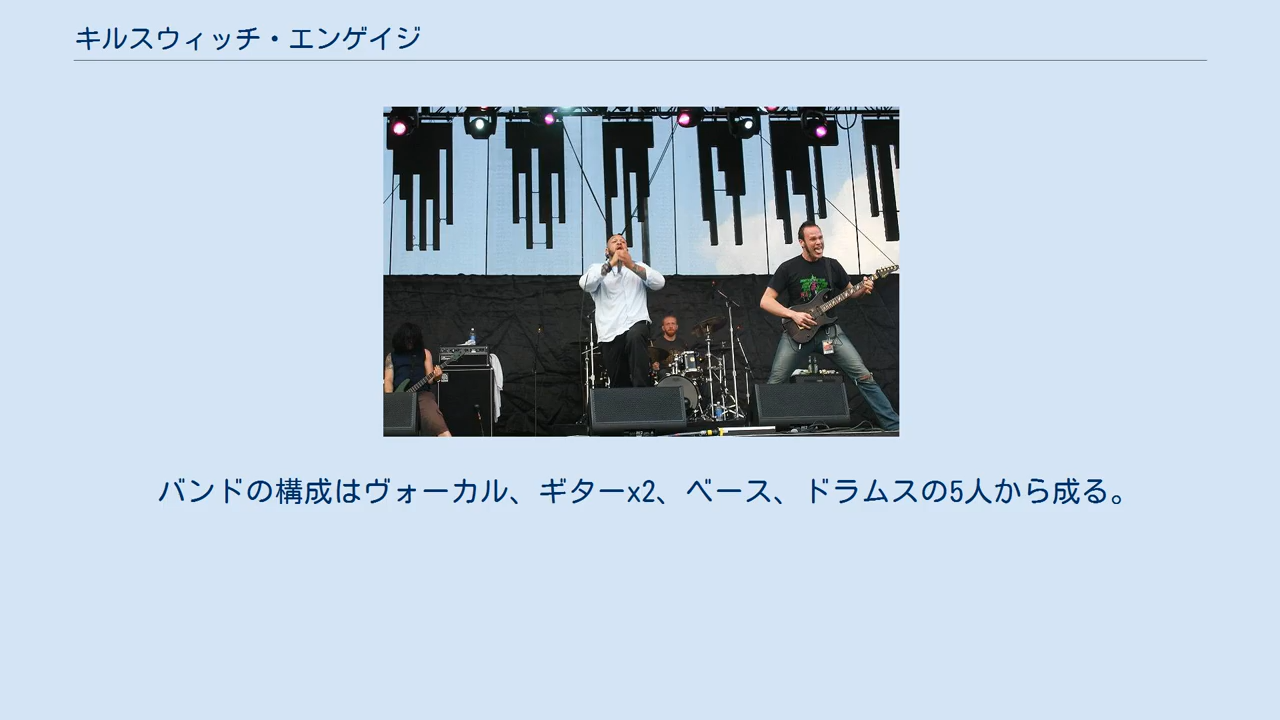 キルスウィッチ・エンゲイジ
バンドの構成はヴォーカル、ギターx2、ベース、ドラムスの5人から成る。